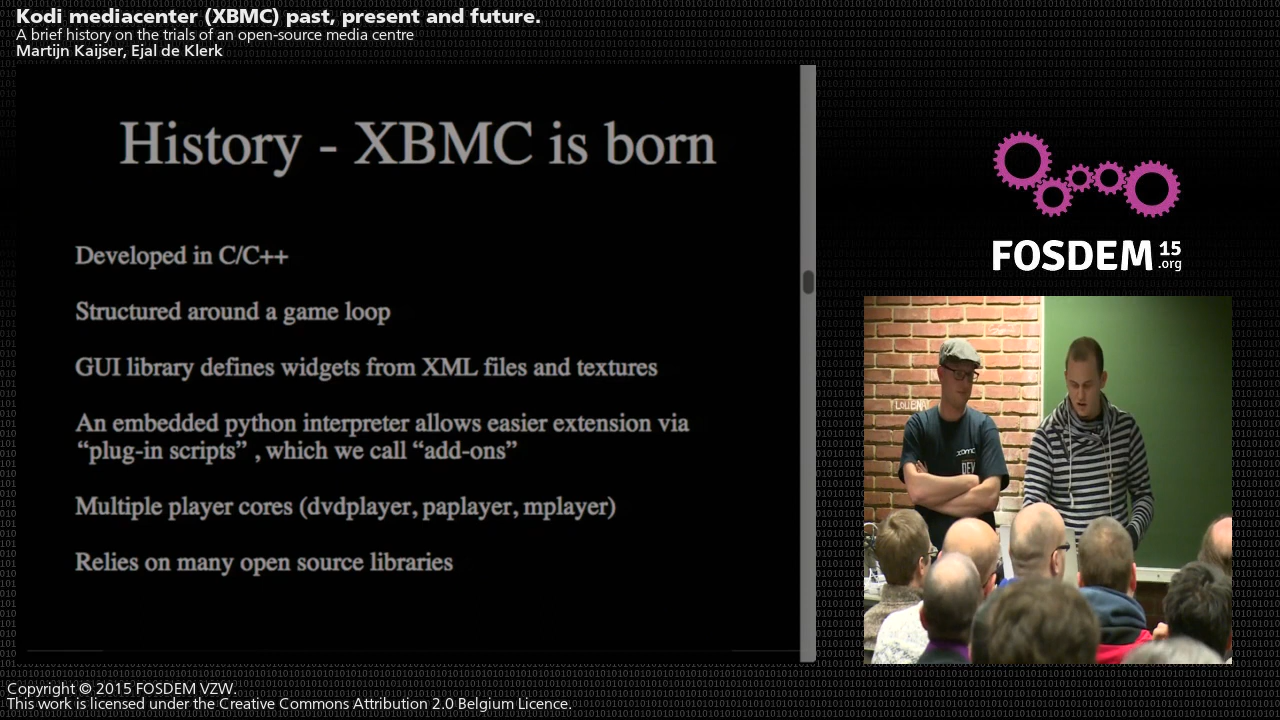 Kodi mediacenter (XBMC) past, present and future.
A brief history on the trials of an open-source media centre
Martijn Kaijser, Ejal de Klerk
History - XBMC is born
Developed in C/C++
Structured around a game loop
GUI library defines widgets from XML files and textures
An embedded python interpreter allows easier extension via
“plug-in scripts” , which we call “add-ons”
Multiple player cores (dvdplayer, paplayer, mplayer)
Relies on many open source libraries
FOSDEM 15
.org
xbmc
DEV
Copyright © 2015 FOSDEM VZW.
This work is licensed under the Creative Commons Attribution 2.0 Belgium Licence.